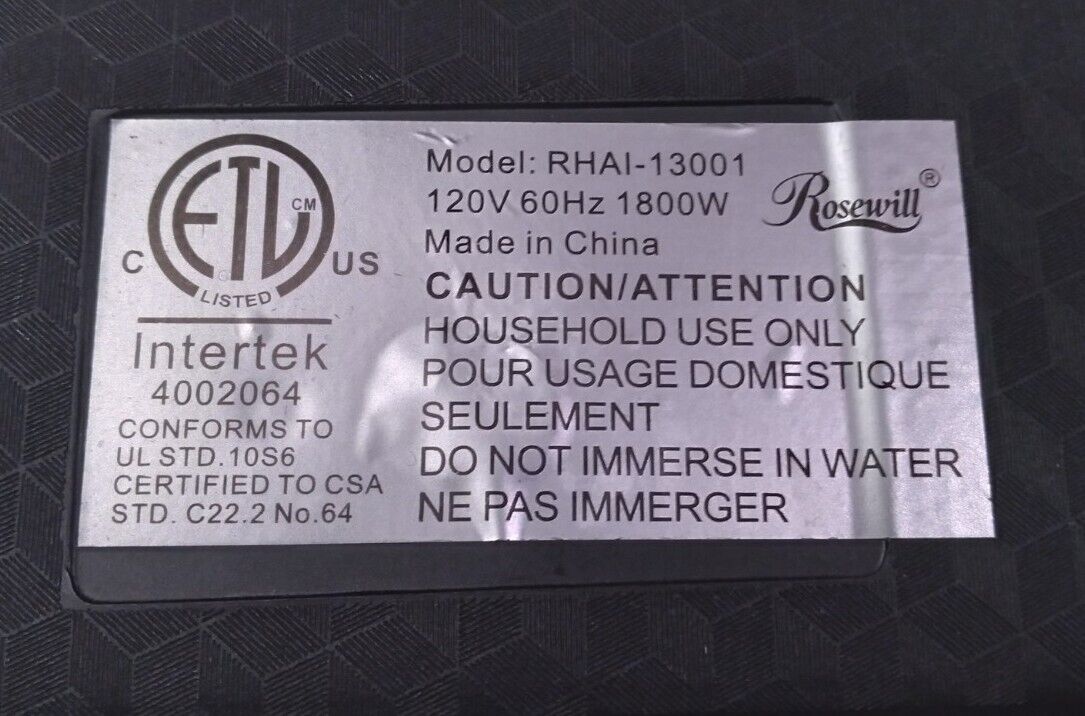 ETL CM
C US
LISTED
Intertek
4002064
CONFORMS TO
UL STD.10S6
CERTIFIED TO CSA
STD. C22.2 No.64
Model: RHAI-13001
120V 60Hz 1800W
Made in China
Rosewill®
CAUTION/ATTENTION
HOUSEHOLD USE ONLY
POUR USAGE DOMESTIQUE
SEULEMENT
DO NOT IMMERSE IN WATER
NE PAS IMMERGER